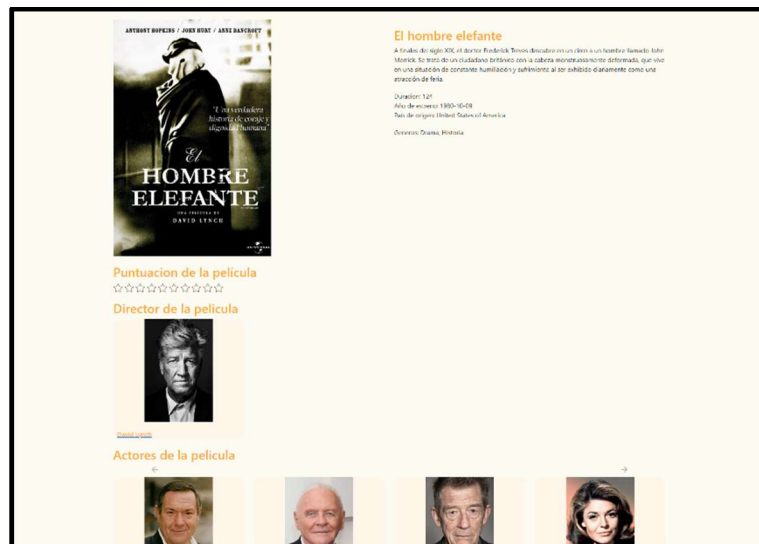 ANTHONY HOPKINS / JOHN HURT / ANNE BANCROFT
"Una verdadera
historia de coraje y
dignidad humana"
El
HOMBRE
ELEFANTE
UNA PELÍCULA DE
DAVID LYNCH
El hombre elefante
A finales del siglo XIX, el doctor Frederick Treves descubre en un circo a un hombre llamado John
Merrick. Se trata de un ciudadano británico con la cabeza monstruosamente deformada, que vive
en una situación de constante humillación y sufrimiento al ser exhibido diariamente como una
atracción de feria.
Duracion: 124
Año de estreno: 1980-10-09
Pais de origen: United States of America
Generos: Drama, Historia
Puntuacion de la pelicula
Director de la pelicula
David Lynch
Actores de la pelicula